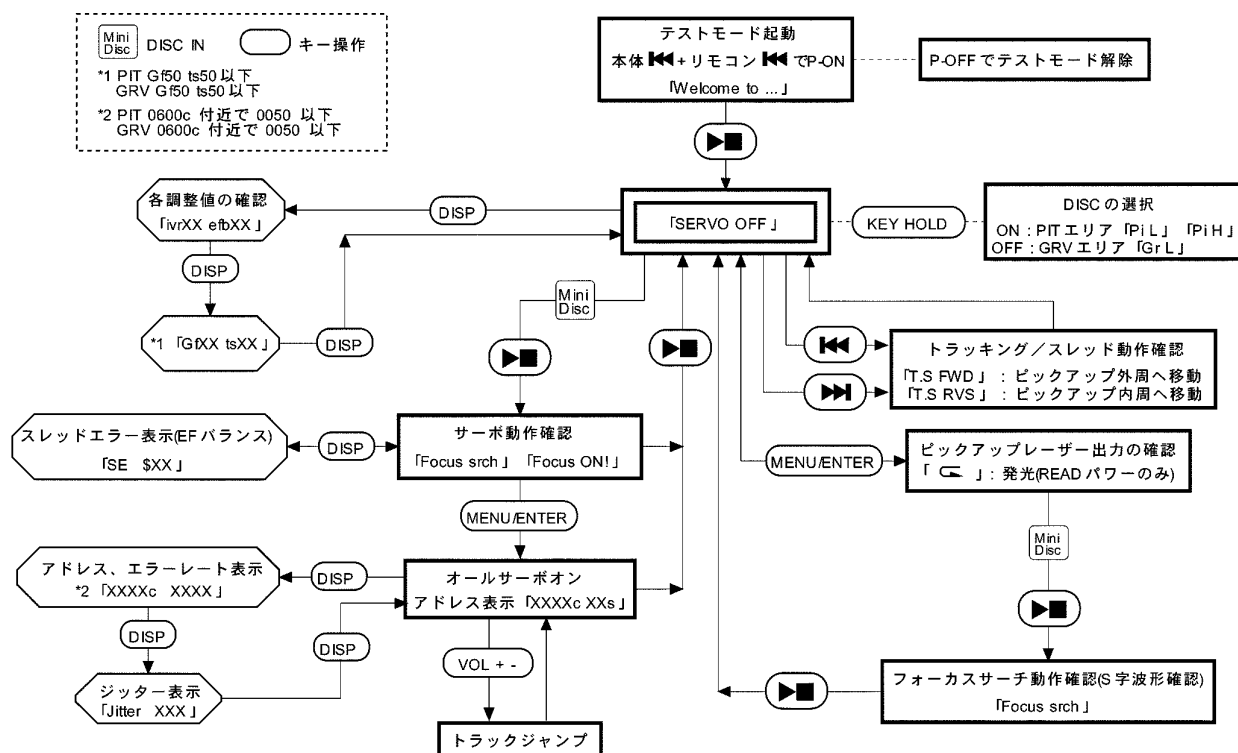 Mini Disc DISC IN キー操作
*1 PIT Gf50 ts50 以下
GRV Gf50 ts50 以下
*2 PIT 0600c 付近で 0050 以下
GRV 0600c 付近で 0050 以下
テストモード起動
本体 ⏮ + リモコン ⏮ でP-ON
「Welcome to ...」
P-OFF でテストモード解除
▶■
各調整値の確認
「ivrXX efbXX 」
DISP
「SERVO OFF」
KEY HOLD
DISC の選択
ON : PIT エリア「PiL」「PiH」
OFF : GRV エリア「GrL」
DISP
*1 「GfXX tsXX 」
DISP
Mini Disc
▶■
▶■
⏮
⏭
トラッキング/スレッド動作確認
「T.S FWD」 : ピックアップ外周へ移動
「T.S RVS」 : ピックアップ内周へ移動
スレッドエラー表示(EFバランス)
「SE $XX」
DISP
サーボ動作確認
「Focus srch」「Focus ON!」
MENU/ENTER
ピックアップレーザー出力の確認
「 」: 発光(READパワーのみ)
MENU/ENTER
Mini Disc
▶■
アドレス、エラーレート表示
*2 「XXXXc XXXX」
DISP
オールサーボオン
アドレス表示「XXXXc XXs」
DISP
DISP
VOL + -
ジッター表示
「Jitter XXX」
トラックジャンプ
▶■
フォーカスサーチ動作確認(S 字波形確認)
「Focus srch」